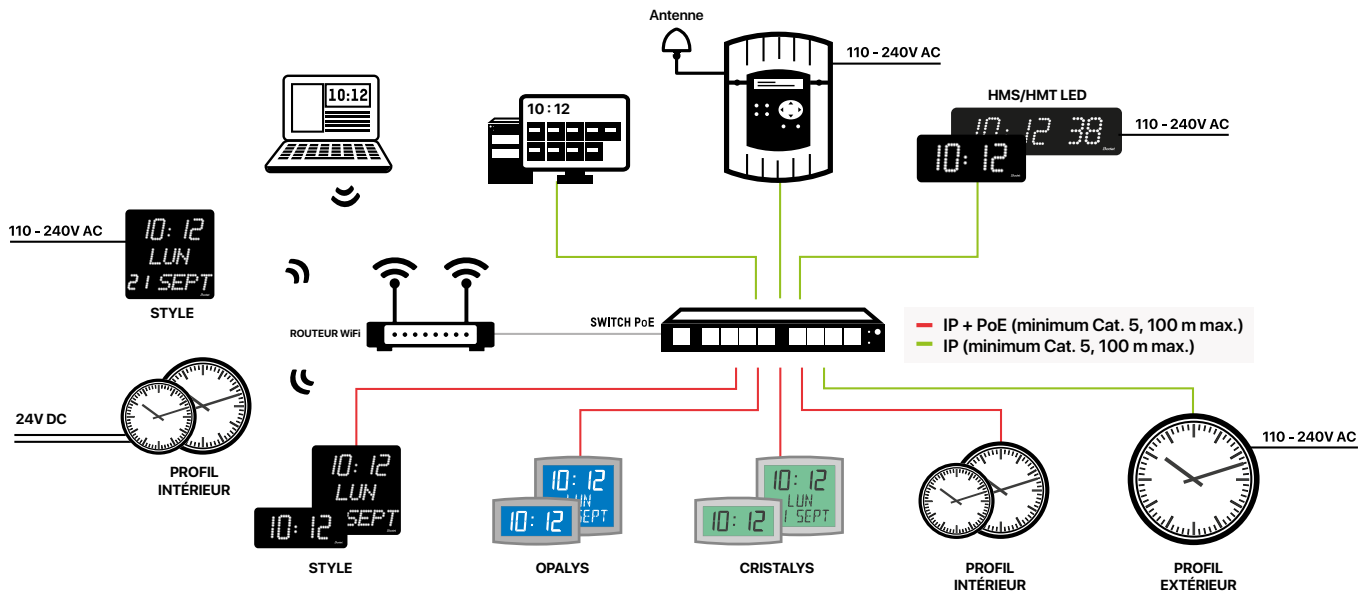 Antenne
110 - 240V AC
10:12
10:12
HMS/HMT LED
10:12 38
10:12
110 - 240V AC
110 - 240V AC
10:12
LUN
21 SEPT
STYLE
ROUTEUR WiFi
SWITCH PoE
IP + PoE (minimum Cat. 5, 100 m max.)
IP (minimum Cat. 5, 100 m max.)
24V DC
PROFIL
INTÉRIEUR
10:12
LUN
SEPT
10:12
STYLE
10:12
LUN
SEPT
10:12
OPALYS
10:12
LUN
SEPT
10:12
CRISTALYS
PROFIL
INTÉRIEUR
110 - 240V AC
PROFIL
EXTÉRIEUR